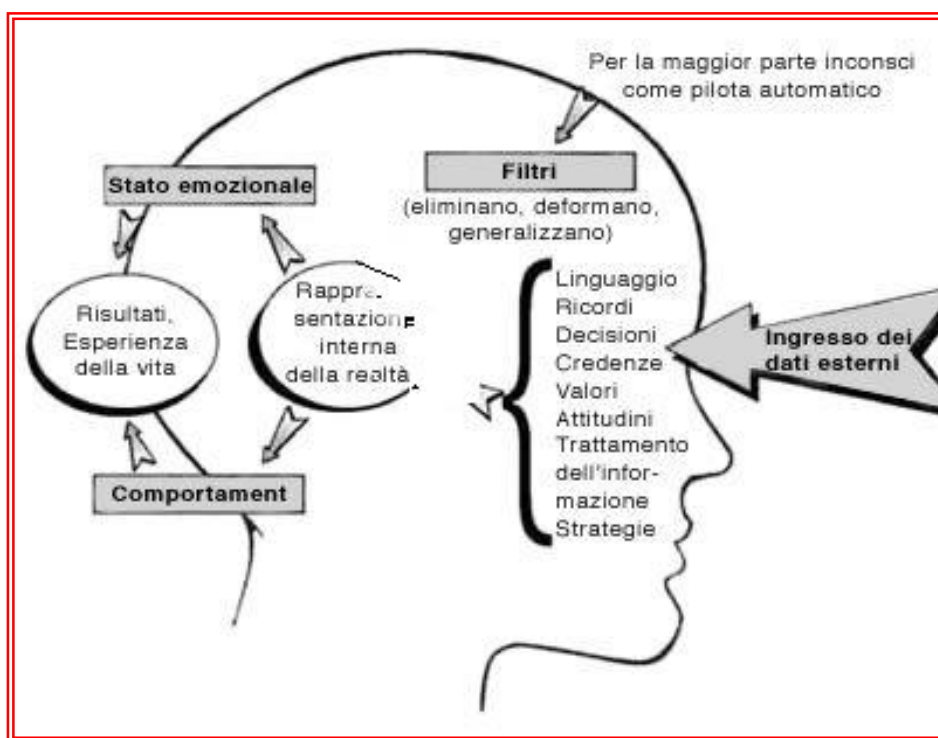 Per la maggior parte inconsci
come pilota automatico
Filtri
(eliminano, deformano,
generalizzano)
Stato emozionale
Risultati,
Esperienza
della vita
sentazione
interna
della realtà
Comportament
Linguaggio
Ricordi
Decisioni
Credenze
Valori
Attitudini
Trattamento
dell'infor-
mazione
Strategie
Ingresso dei
dati esterni